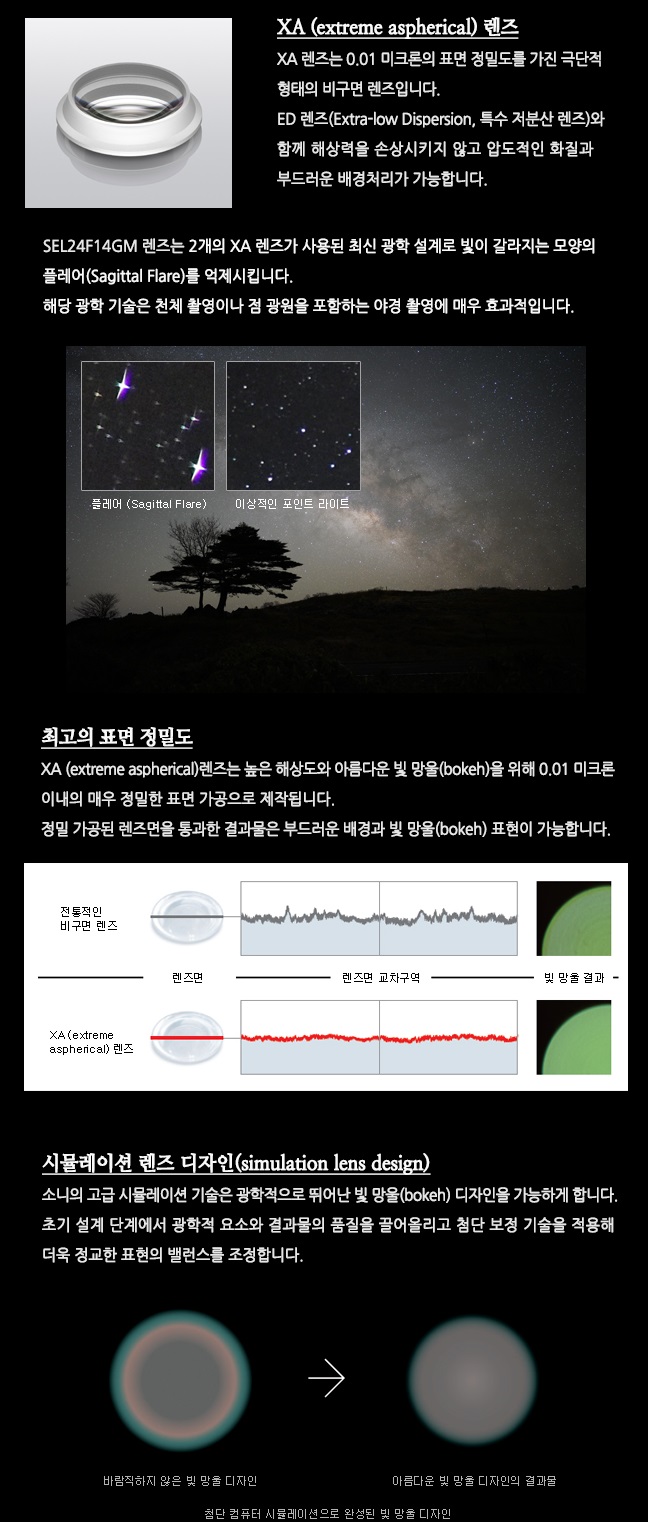 XA (extreme aspherical) 렌즈
XA 렌즈는 0.01 미크론의 표면 정밀도를 가진 극단적
형태의 비구면 렌즈입니다.
ED 렌즈(Extra-low Dispersion, 특수 저분산 렌즈)와
함께 해상력을 손상시키지 않고 압도적인 화질과
부드러운 배경처리가 가능합니다.
SEL24F14GM 렌즈는 2개의 XA 렌즈가 사용된 최신 광학 설계로 빛이 갈라지는 모양의
플레어(Sagittal Flare)를 억제시킵니다.
해당 광학 기술은 천체 촬영이나 점 광원을 포함하는 야경 촬영에 매우 효과적입니다.
플레어 (Sagittal Flare)
이상적인 포인트 라이트
최고의 표면 정밀도
XA (extreme aspherical)렌즈는 높은 해상도와 아름다운 빛 망울(bokeh)을 위해 0.01 미크론
이내의 매우 정밀한 표면 가공으로 제작됩니다.
정밀 가공된 렌즈면을 통과한 결과물은 부드러운 배경과 빛 망울(bokeh) 표현이 가능합니다.
전통적인
비구면 렌즈
렌즈면
렌즈면 교차구역
빛 망울 결과
XA (extreme
aspherical) 렌즈
시뮬레이션 렌즈 디자인(simulation lens design)
소니의 고급 시뮬레이션 기술은 광학적으로 뛰어난 빛 망울(bokeh) 디자인을 가능하게 합니다.
초기 설계 단계에서 광학적 요소와 결과물의 품질을 끌어올리고 첨단 보정 기술을 적용해
더욱 정교한 표현의 밸런스를 조정합니다.
바람직하지 않은 빛 망울 디자인
아름다운 빛 망울 디자인의 결과물
첨단 컴퓨터 시뮬레이션으로 완성된 빛 망울 디자인